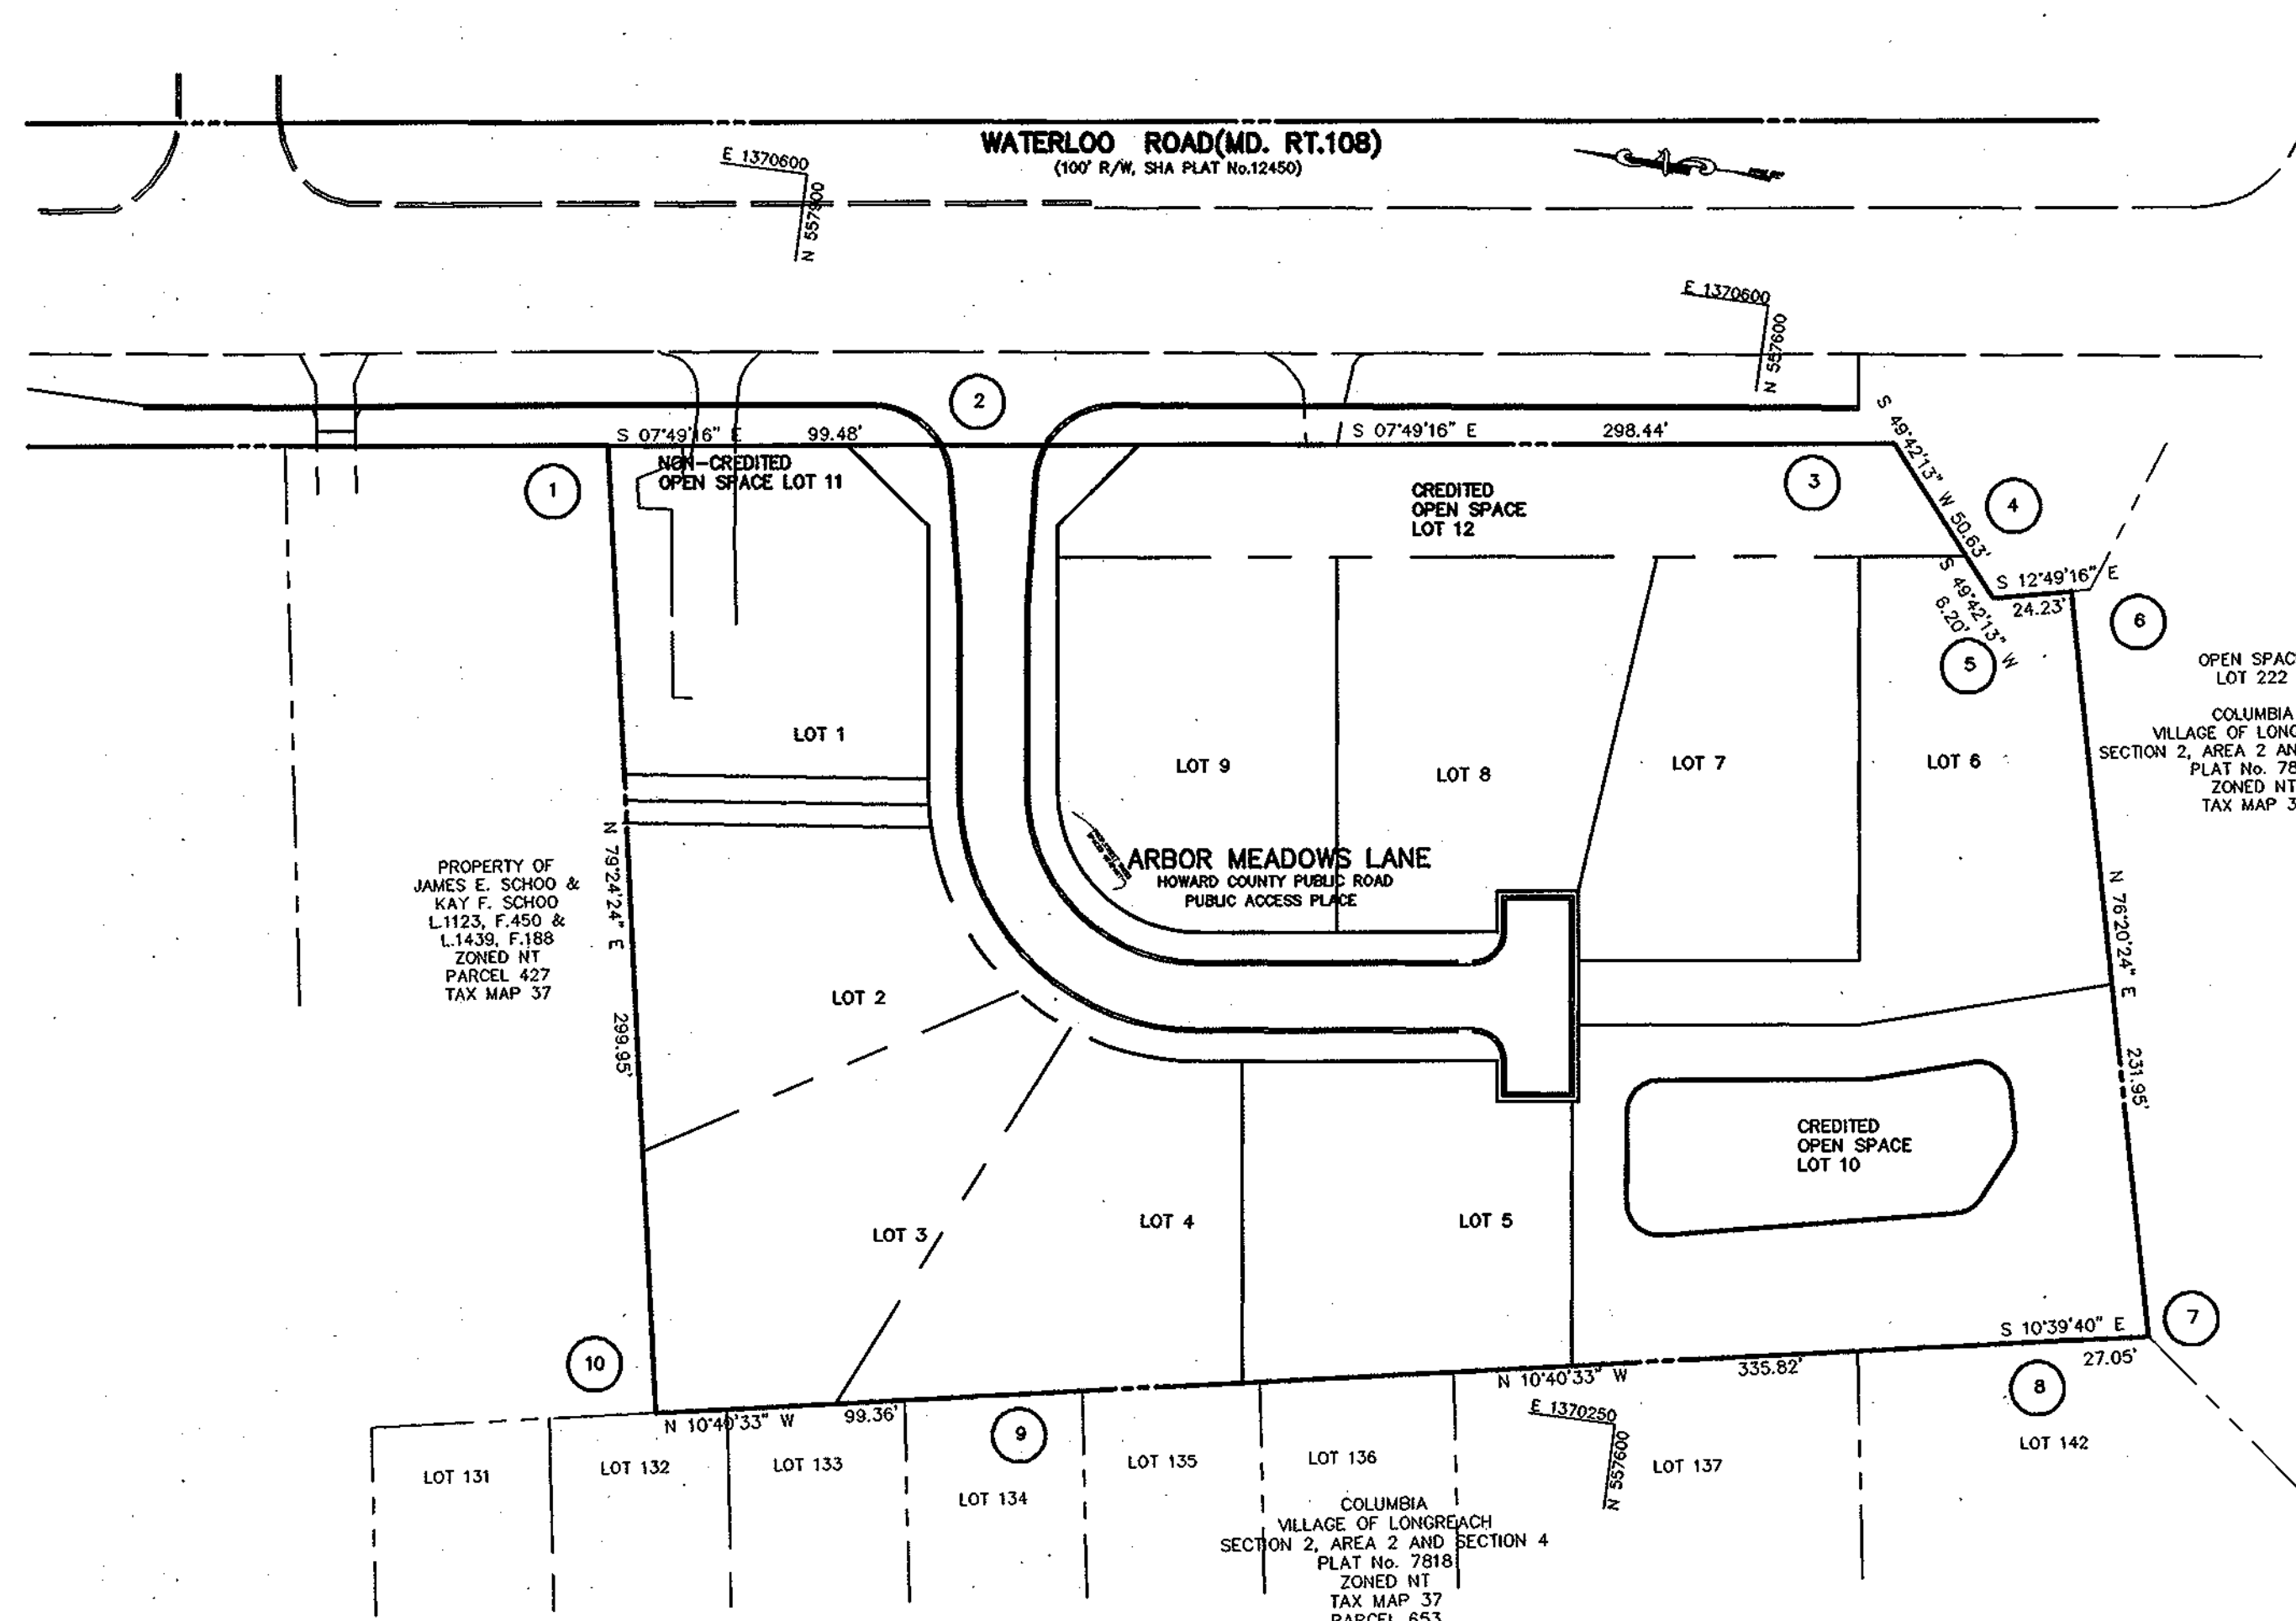 WATERLOO ROAD(MD. RT.108)
(100' R/W, SHA PLAT No.12450)
E 1370600
N 557900
E 1370600
N 557600
2
S 07°49'16" E 99.48'
S 07°49'16" E 298.44'
NON-CREDITED
OPEN SPACE LOT 11
1
3
4
CREDITED
OPEN SPACE
LOT 12
S 49°42'13" W 50.63'
S 49°42'13" W
6.20'
S 12°49'16" E
24.23'
5
6
OPEN SPAC
LOT 222
COLUMBIA
VILLAGE OF LONG
SECTION 2, AREA 2 AN
PLAT No. 78
ZONED NT
TAX MAP 3
LOT 1
LOT 9
LOT 8
LOT 7
LOT 6
ARBOR MEADOWS LANE
HOWARD COUNTY PUBLIC ROAD
PUBLIC ACCESS PLACE
PROPERTY OF
JAMES E. SCHOO &
KAY F. SCHOO
L.1123, F.450 &
L.1439, F.188
ZONED NT
PARCEL 427
TAX MAP 37
N 79°24'24" E 299.95'
N 76°20'24" E 231.95'
LOT 2
CREDITED
OPEN SPACE
LOT 10
LOT 3
LOT 4
LOT 5
10
7
S 10°39'40" E
27.05'
N 10°40'33" W 335.82'
8
N 10°40'33" W 99.36'
9
E 1370250
N 557600
LOT 131
LOT 132
LOT 133
LOT 134
LOT 135
LOT 136
LOT 137
LOT 142
COLUMBIA
VILLAGE OF LONGREACH
SECTION 2, AREA 2 AND SECTION 4
PLAT No. 7818
ZONED NT
TAX MAP 37
PARCEL 653